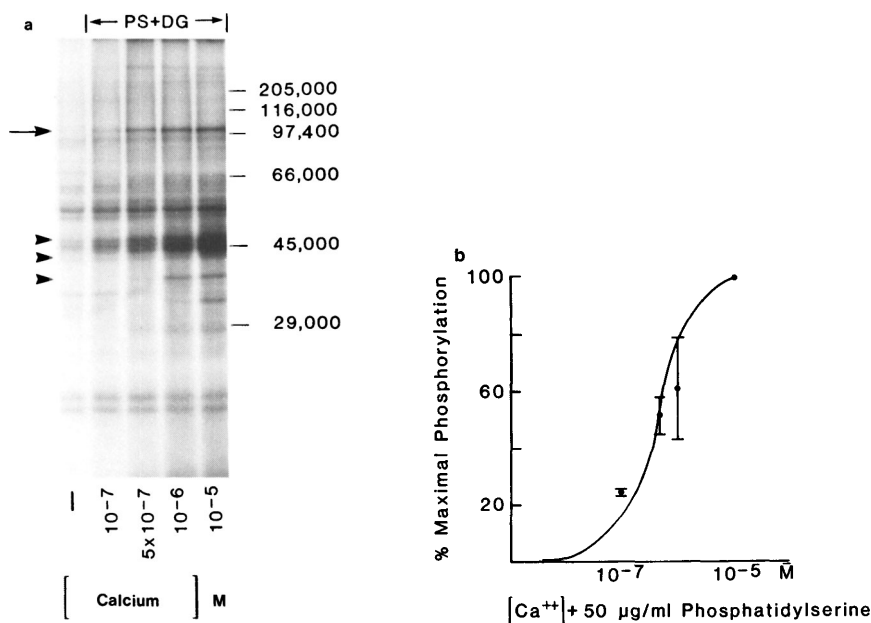 a
PS+DG
205,000
116,000
97,400
66,000
45,000
29,000
—
10⁻⁷
5x10⁻⁷
10⁻⁶
10⁻⁵
Calcium
M
b
% Maximal Phosphorylation
100
60
20
10⁻⁷
10⁻⁵
M
[Ca⁺⁺]+ 50 µg/ml Phosphatidylserine